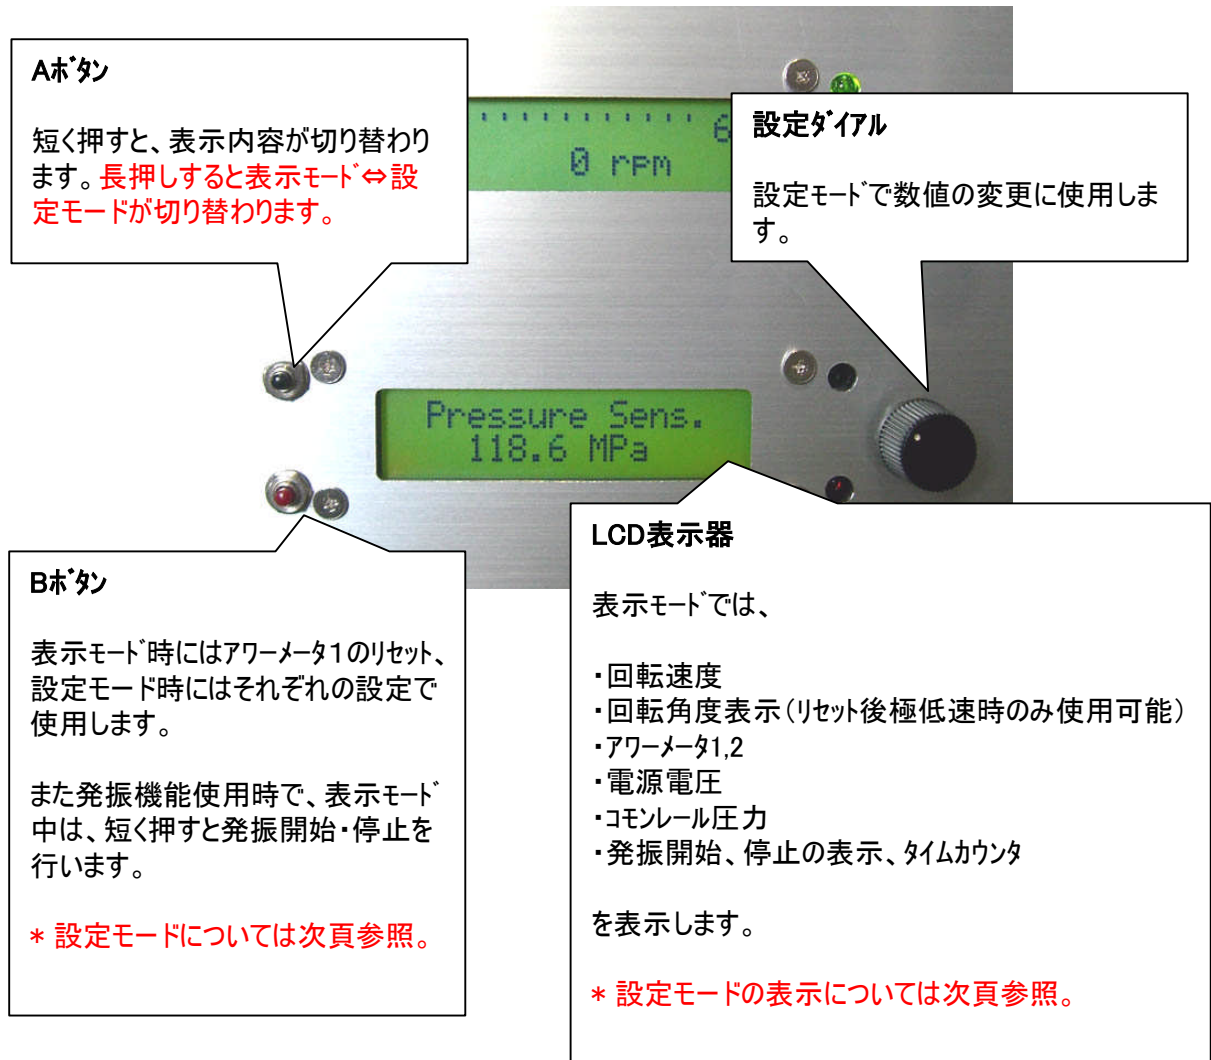 Aボタン
短く押すと、表示内容が切り替わり
ます。長押しすると表示モード⇔設
定モードが切り替わります。
6
0 rpm
設定ダイアル
設定モードで数値の変更に使用しま
す。
Pressure Sens.
118.6 MPa
Bボタン
表示モード時にはアワーメータ１のリセット、
設定モード時にはそれぞれの設定で
使用します。
また発振機能使用時で、表示モード
中は、短く押すと発振開始・停止を
行います。
* 設定モードについては次頁参照。
LCD表示器
表示モードでは、
・回転速度
・回転角度表示（リセット後極低速時のみ使用可能）
・アワーメータ1,2
・電源電圧
・コモンレール圧力
・発振開始、停止の表示、タイムカウンタ
を表示します。
* 設定モードの表示については次頁参照。